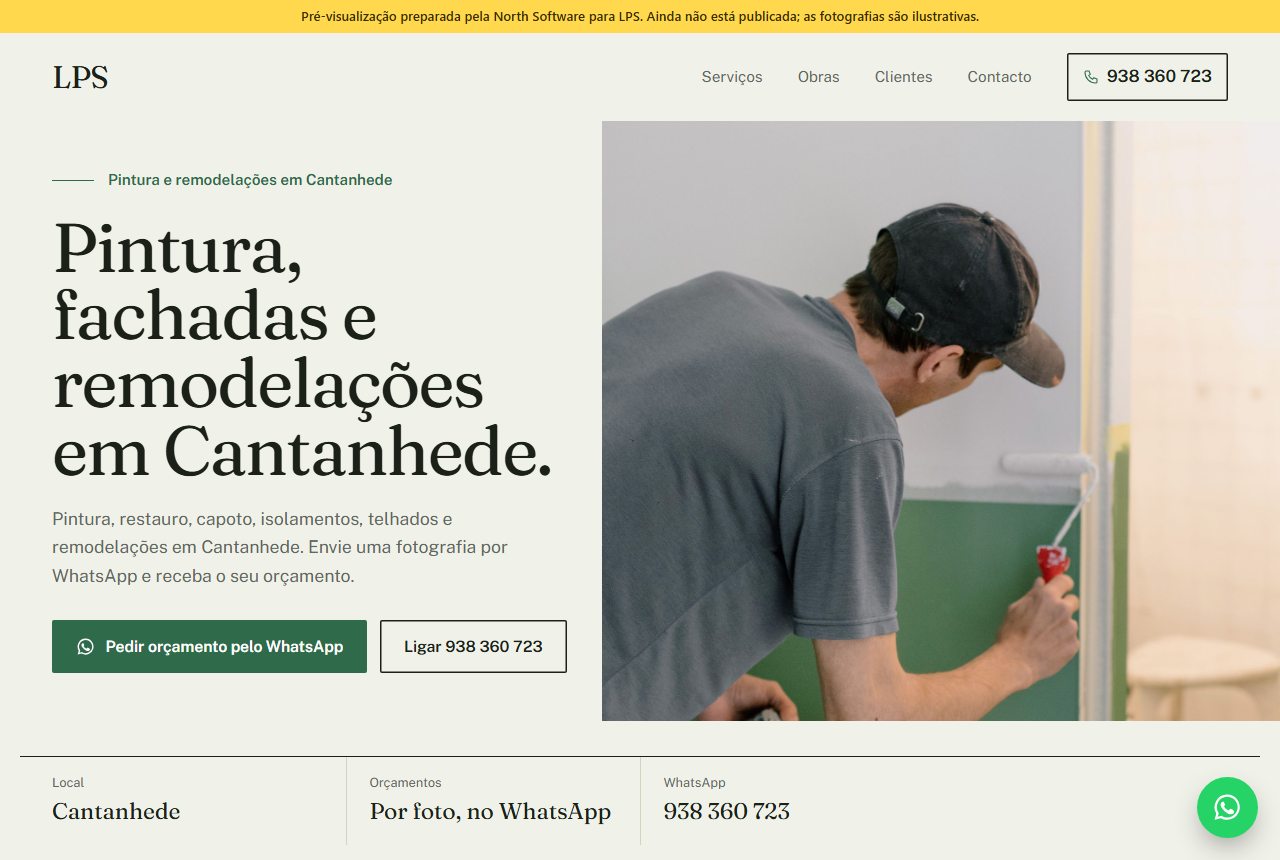 Pré-visualização preparada pela North Software para LPS. Ainda não está publicada; as fotografias são ilustrativas.
LPS
Serviços
Obras
Clientes
Contacto
938 360 723
Pintura e remodelações em Cantanhede
Pintura,
fachadas e
remodelações
em Cantanhede.
Pintura, restauro, capoto, isolamentos, telhados e
remodelações em Cantanhede. Envie uma fotografia por
WhatsApp e receba o seu orçamento.
Pedir orçamento pelo WhatsApp
Ligar 938 360 723
Local
Cantanhede
Orçamentos
Por foto, no WhatsApp
WhatsApp
938 360 723